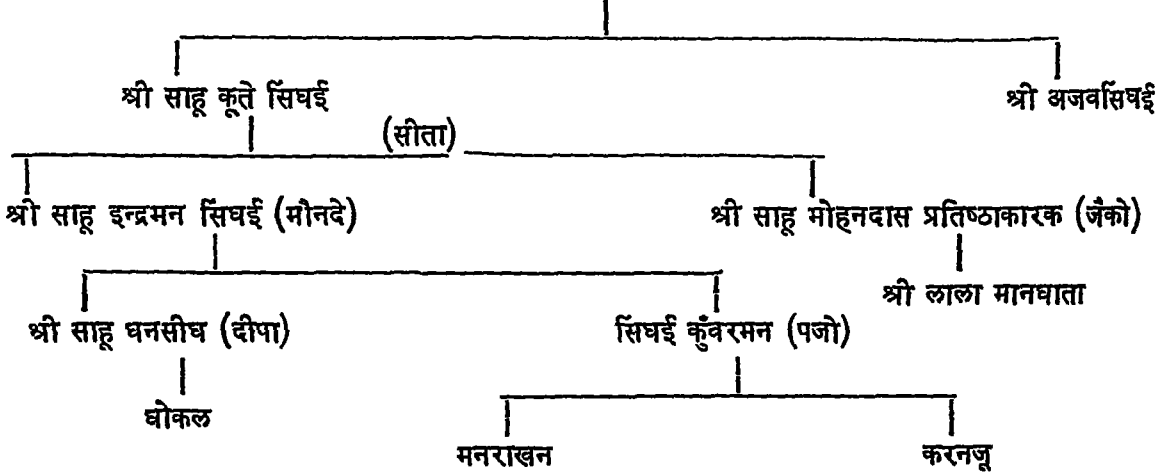 श्री साहू कूते सिंघई श्री अजबसिंघई
(सीता)
श्री साहू इन्द्रमन सिंघई (मौनदे) श्री साहू मोहनदास प्रतिष्ठाकारक (जैको)
श्री लाला मानधाता
श्री साहू धनसीघ (दीपा) सिंघई कुँवरमन (पजो)
धोकल
मनराखन करनजू